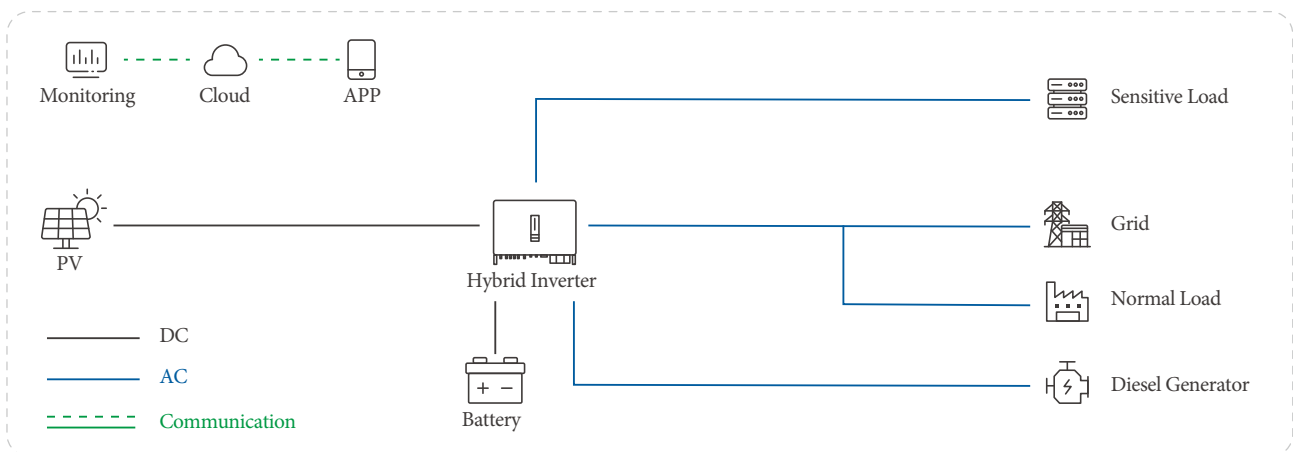 Monitoring
Cloud
APP
Sensitive Load
PV
Hybrid Inverter
Grid
Normal Load
DC
AC
Communication
Battery
Diesel Generator